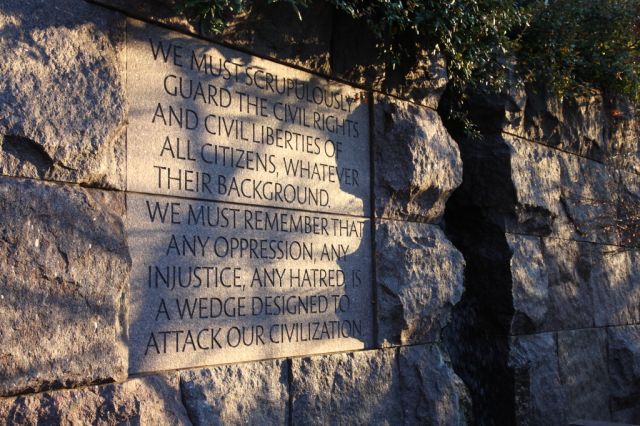 WE MUST SCRUPULOUSLY
GUARD THE CIVIL RIGHTS
AND CIVIL LIBERTIES OF
ALL CITIZENS, WHATEVER
THEIR BACKGROUND.
WE MUST REMEMBER THAT
ANY OPPRESSION, ANY
INJUSTICE, ANY HATRED, IS
A WEDGE DESIGNED TO
ATTACK OUR CIVILIZATION.